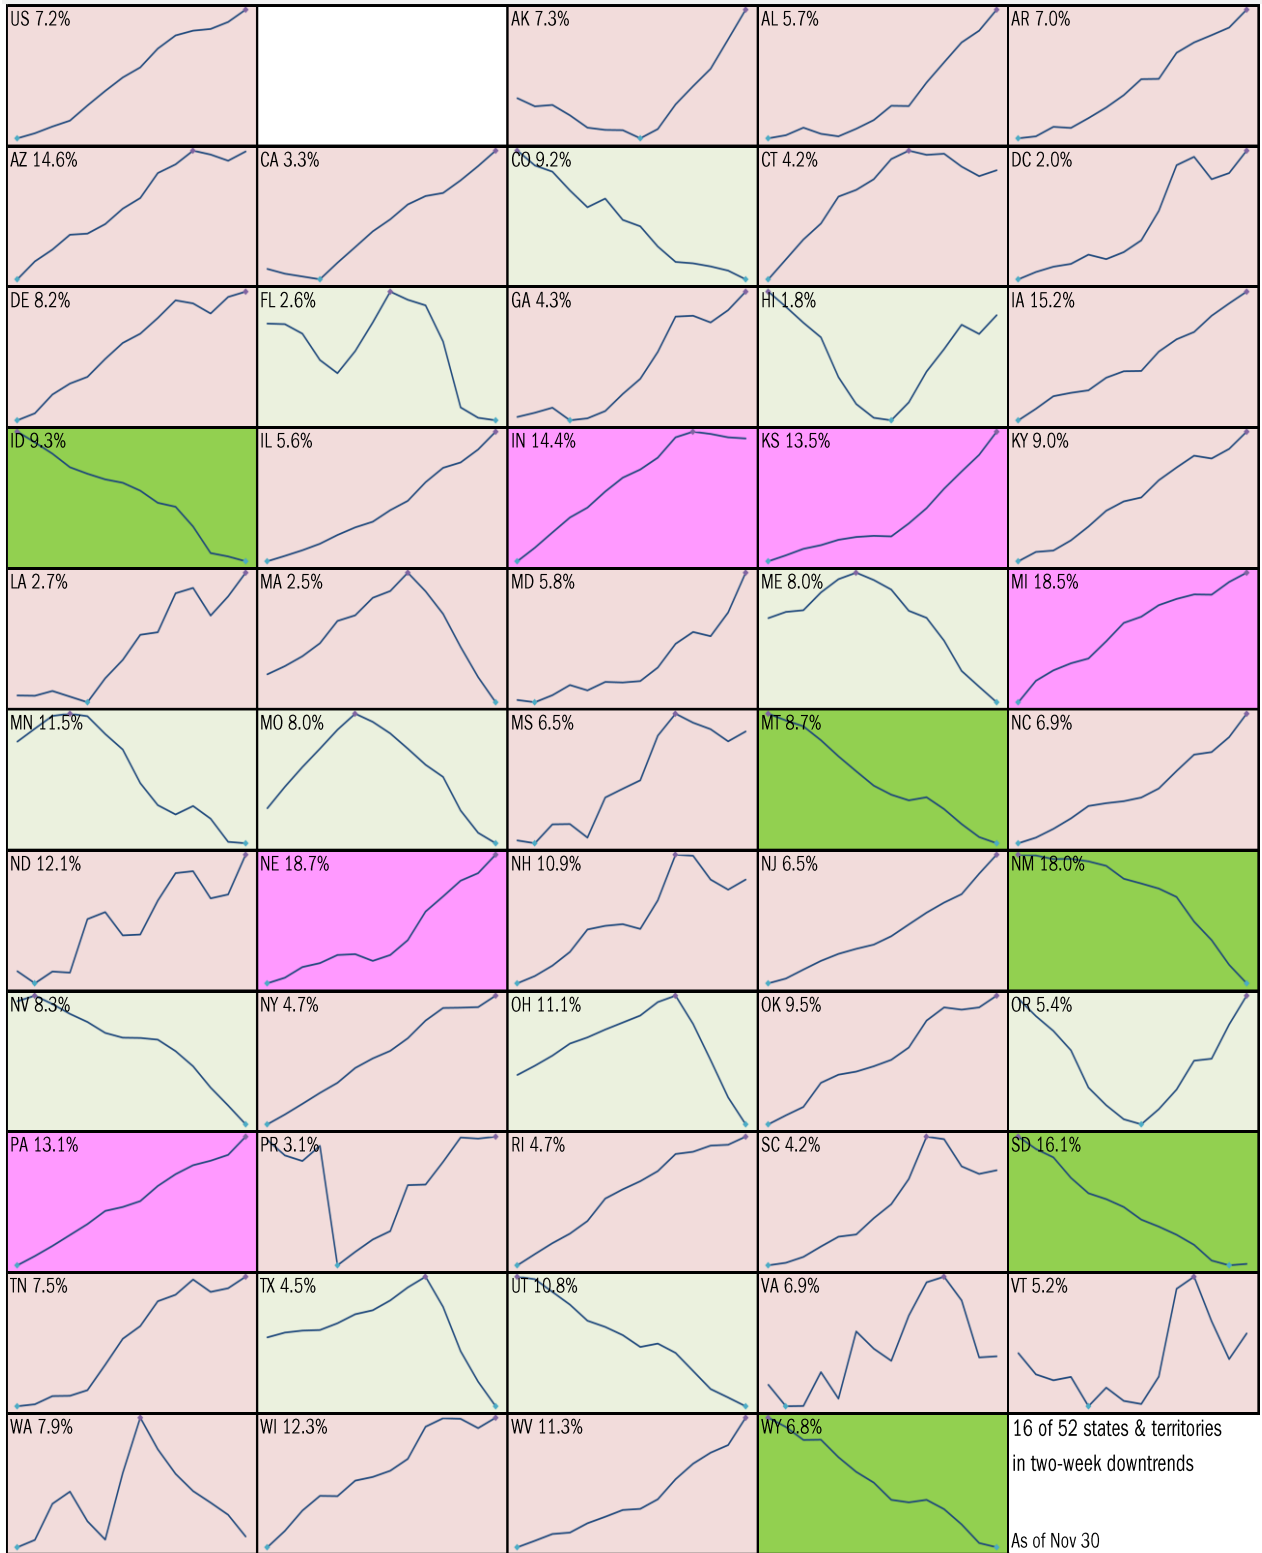 US 7.2%
AK 7.3%
AL 5.7%
AR 7.0%
AZ 14.6%
CA 3.3%
CO 9.2%
CT 4.2%
DC 2.0%
DE 8.2%
FL 2.6%
GA 4.3%
HI 1.8%
IA 15.2%
ID 9.3%
IL 5.6%
IN 14.4%
KS 13.5%
KY 9.0%
LA 2.7%
MA 2.5%
MD 5.8%
ME 8.0%
MI 18.5%
MN 11.5%
MO 8.0%
MS 6.5%
MT 8.7%
NC 6.9%
ND 12.1%
NE 18.7%
NH 10.9%
NJ 6.5%
NM 18.0%
NV 8.3%
NY 4.7%
OH 11.1%
OK 9.5%
OR 5.4%
PA 13.1%
PR 3.1%
RI 4.7%
SC 4.2%
SD 16.1%
TN 7.5%
TX 4.5%
UT 10.8%
VA 6.9%
VT 5.2%
WA 7.9%
WI 12.3%
WV 11.3%
WY 6.8%
16 of 52 states & territories
in two-week downtrends
As of Nov 30